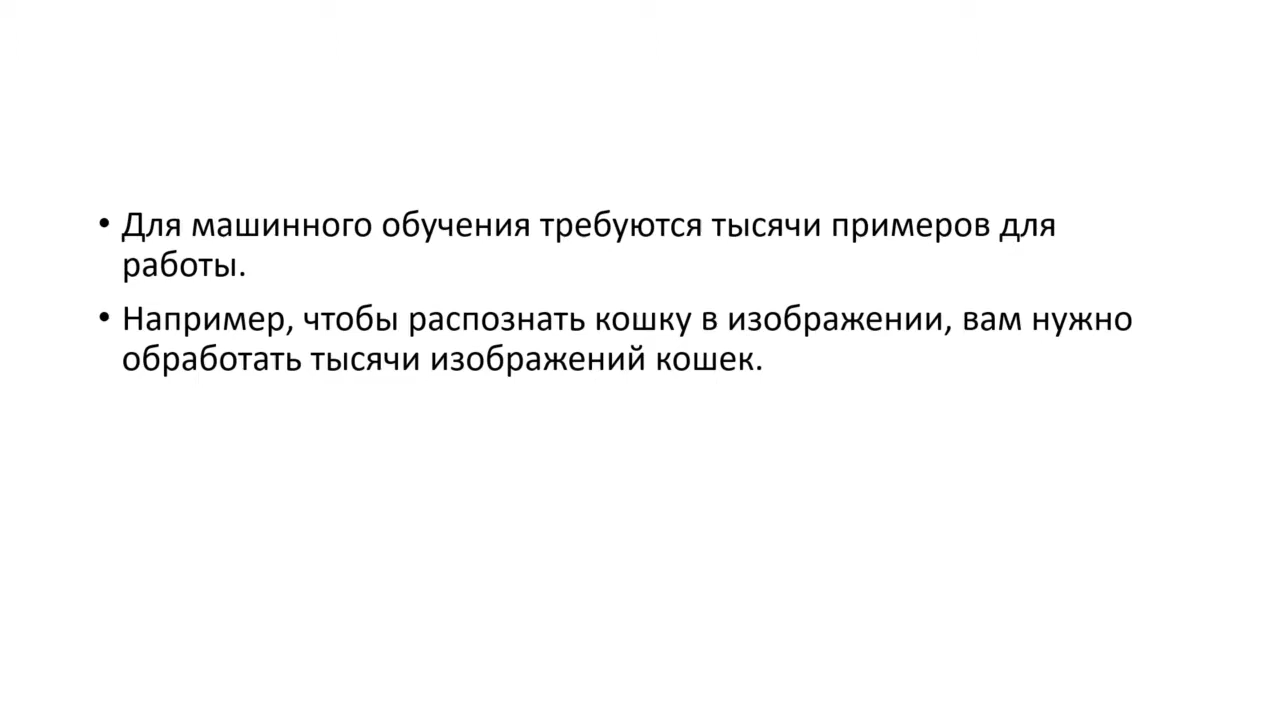 • Для машинного обучения требуются тысячи примеров для
работы.
• Например, чтобы распознать кошку в изображении, вам нужно
обработать тысячи изображений кошек.